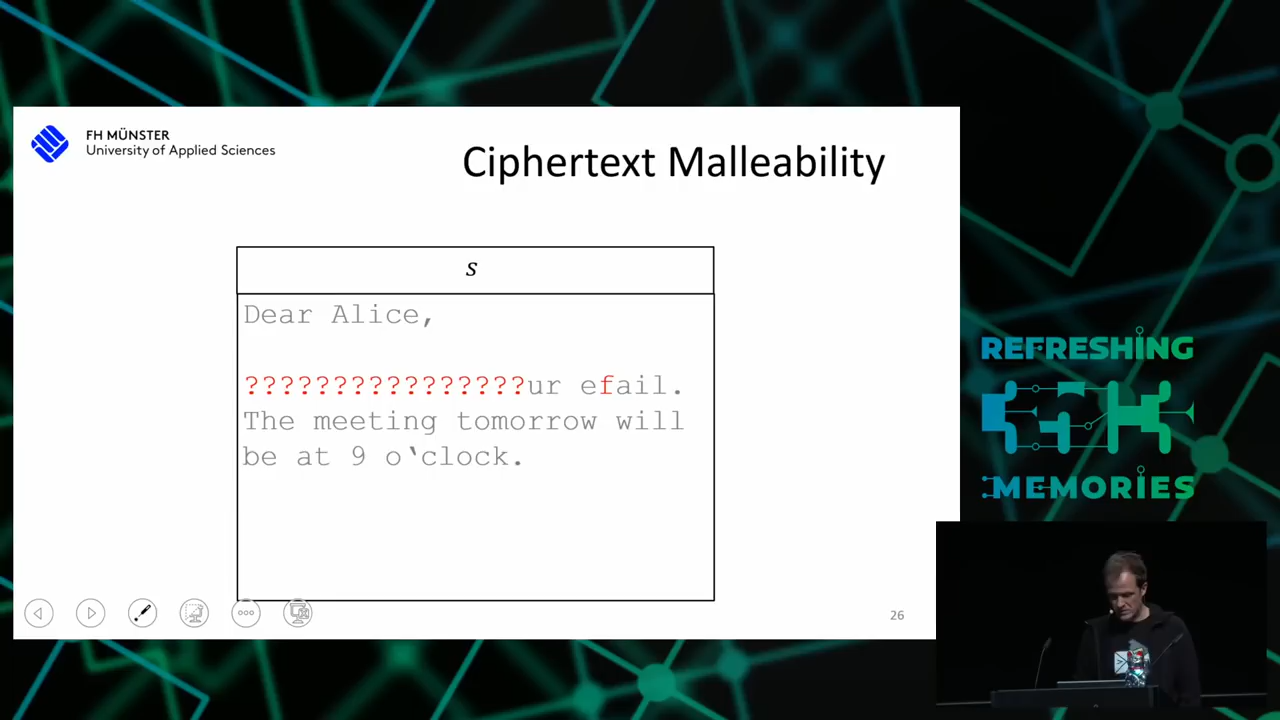 FH MÜNSTER
University of Applied Sciences
Ciphertext Malleability
s
Dear Alice,
????????????????ur efail.
The meeting tomorrow will
be at 9 o‘clock.
26
REFRESHING
MEMORIES